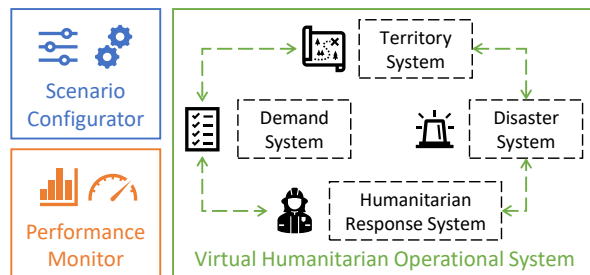 Scenario
Configurator
Performance
Monitor
Territory
System
Demand
System
Disaster
System
Humanitarian
Response System
Virtual Humanitarian Operational System